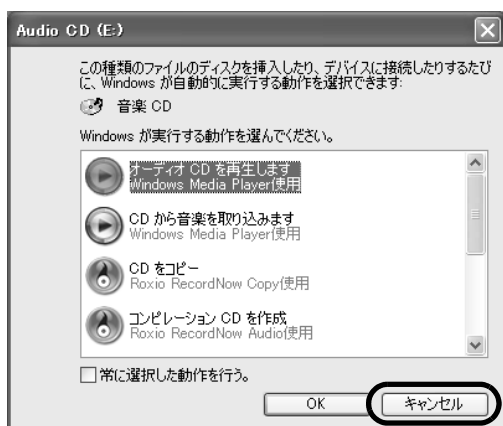 Audio CD (E:)
この種類のファイルのディスクを挿入したり、デバイスに接続したりするたび
に、Windows が自動的に実行する動作を選択できます:
音楽 CD
Windows が実行する動作を選んでください。
オーディオ CD を再生します
Windows Media Player使用
CD から音楽を取り込みます
Windows Media Player使用
CD をコピー
Roxio RecordNow Copy使用
コンピレーション CD を作成
Roxio RecordNow Audio使用
常に選択した動作を行う。
OK
キャンセル